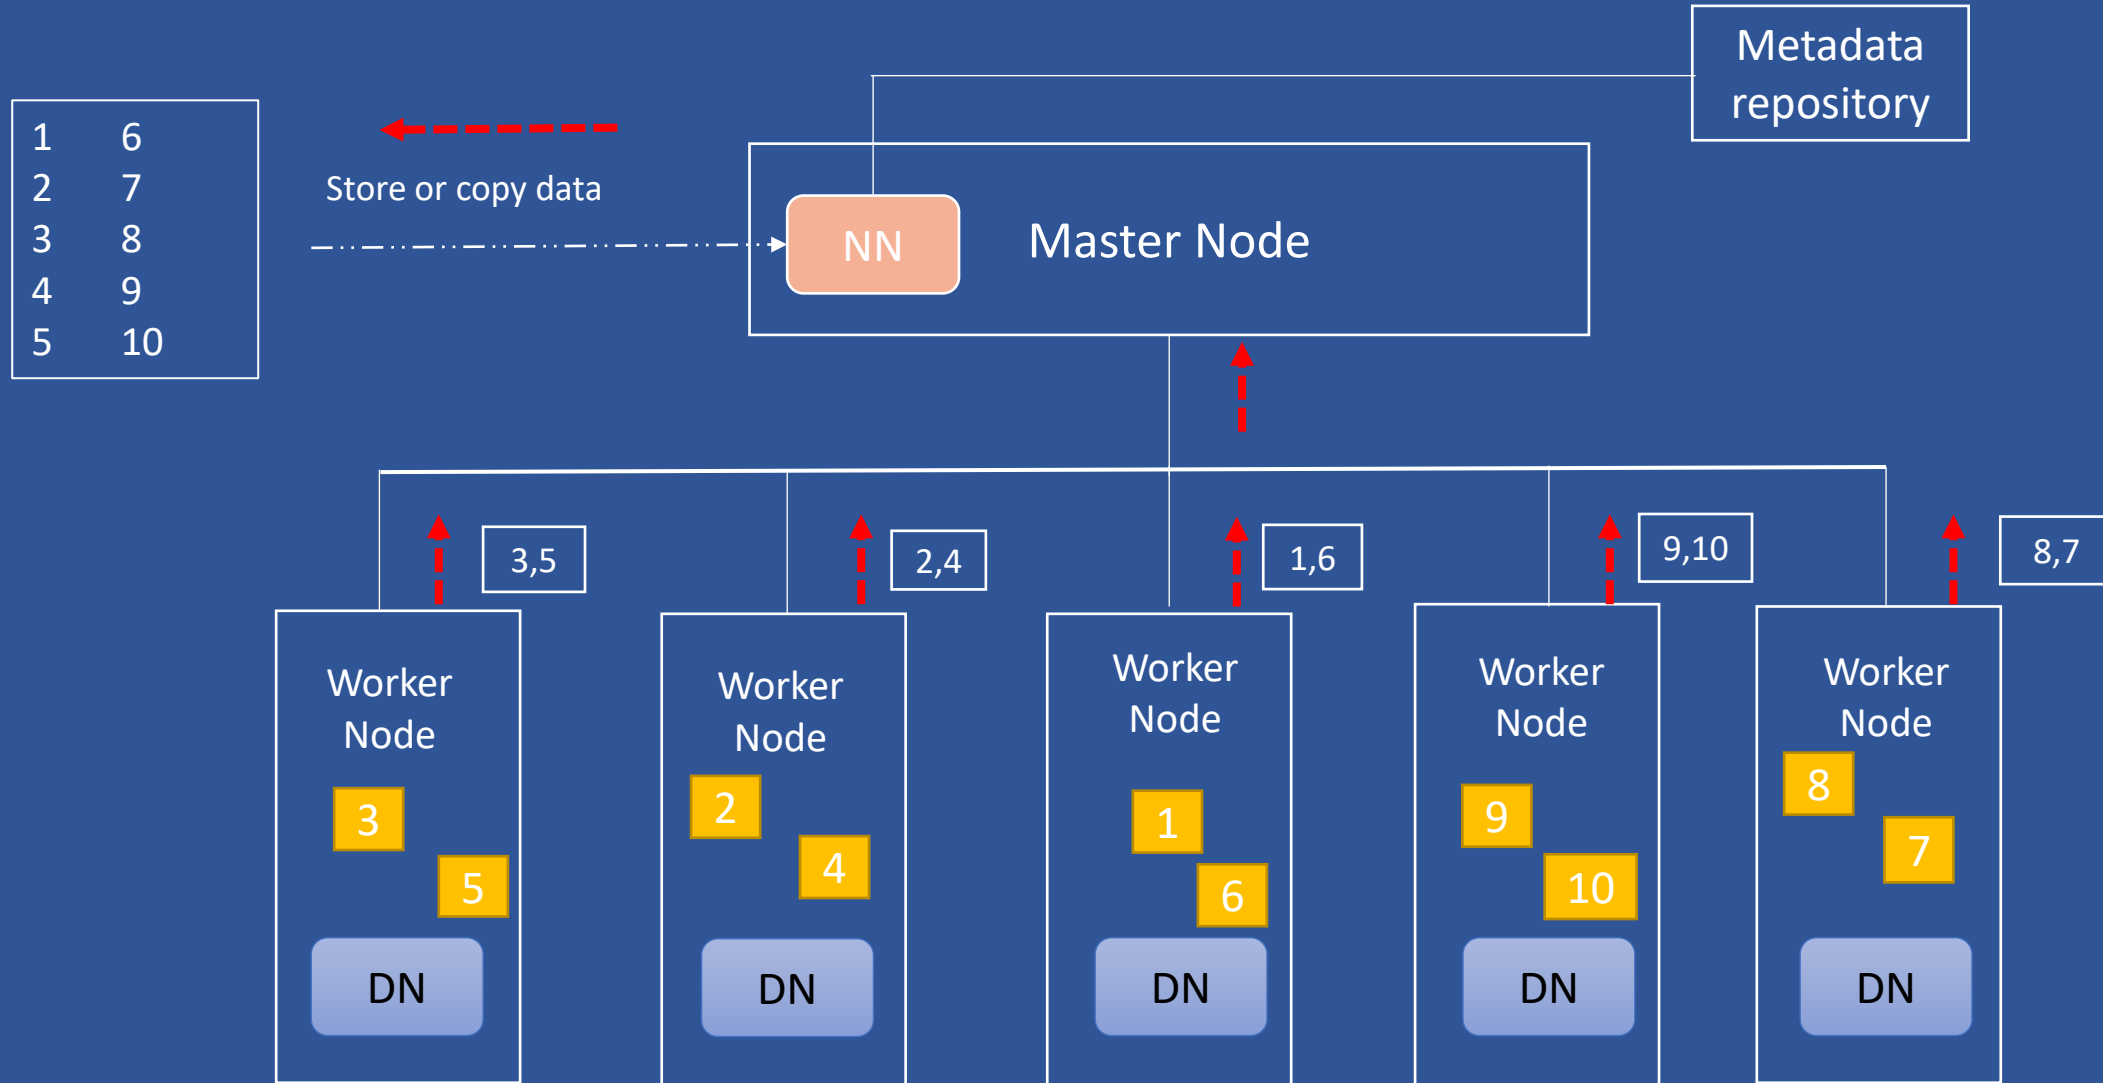 Metadata
repository
1 6
2 7
3 8
4 9
5 10
Store or copy data
NN
Master Node
3,5
2,4
1,6
9,10
8,7
Worker
Node
3
5
DN
Worker
Node
2
4
DN
Worker
Node
1
6
DN
Worker
Node
9
10
DN
Worker
Node
8
7
DN